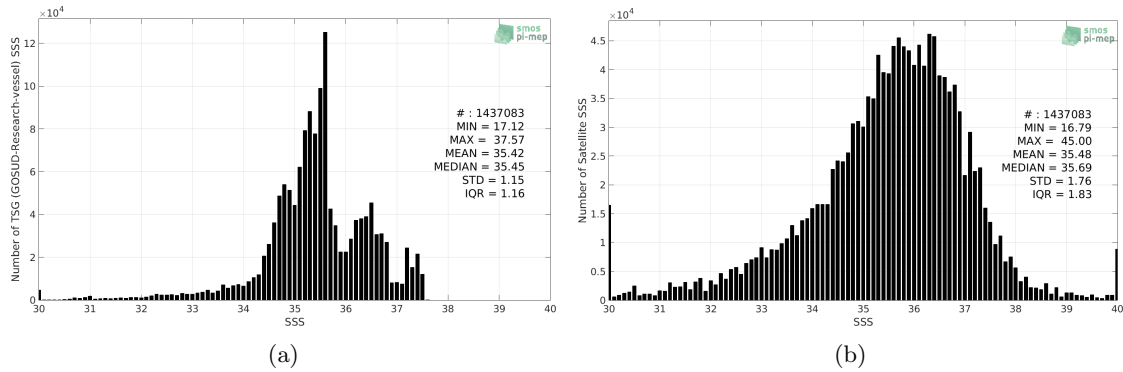 ×10⁴
smos
pi-mep
Number of TSG (GOSUD-Research-vessel) SSS
12
10
8
6
4
2
0
# : 1437083
MIN = 17.12
MAX = 37.57
MEAN = 35.42
MEDIAN = 35.45
STD = 1.15
IQR = 1.16
30 31 32 33 34 35 36 37 38 39 40
SSS
(a)
×10⁴
smos
pi-mep
Number of Satellite SSS
4.5
4
3.5
3
2.5
2
1.5
1
0.5
0
# : 1437083
MIN = 16.79
MAX = 45.00
MEAN = 35.48
MEDIAN = 35.69
STD = 1.76
IQR = 1.83
30 31 32 33 34 35 36 37 38 39 40
SSS
(b)